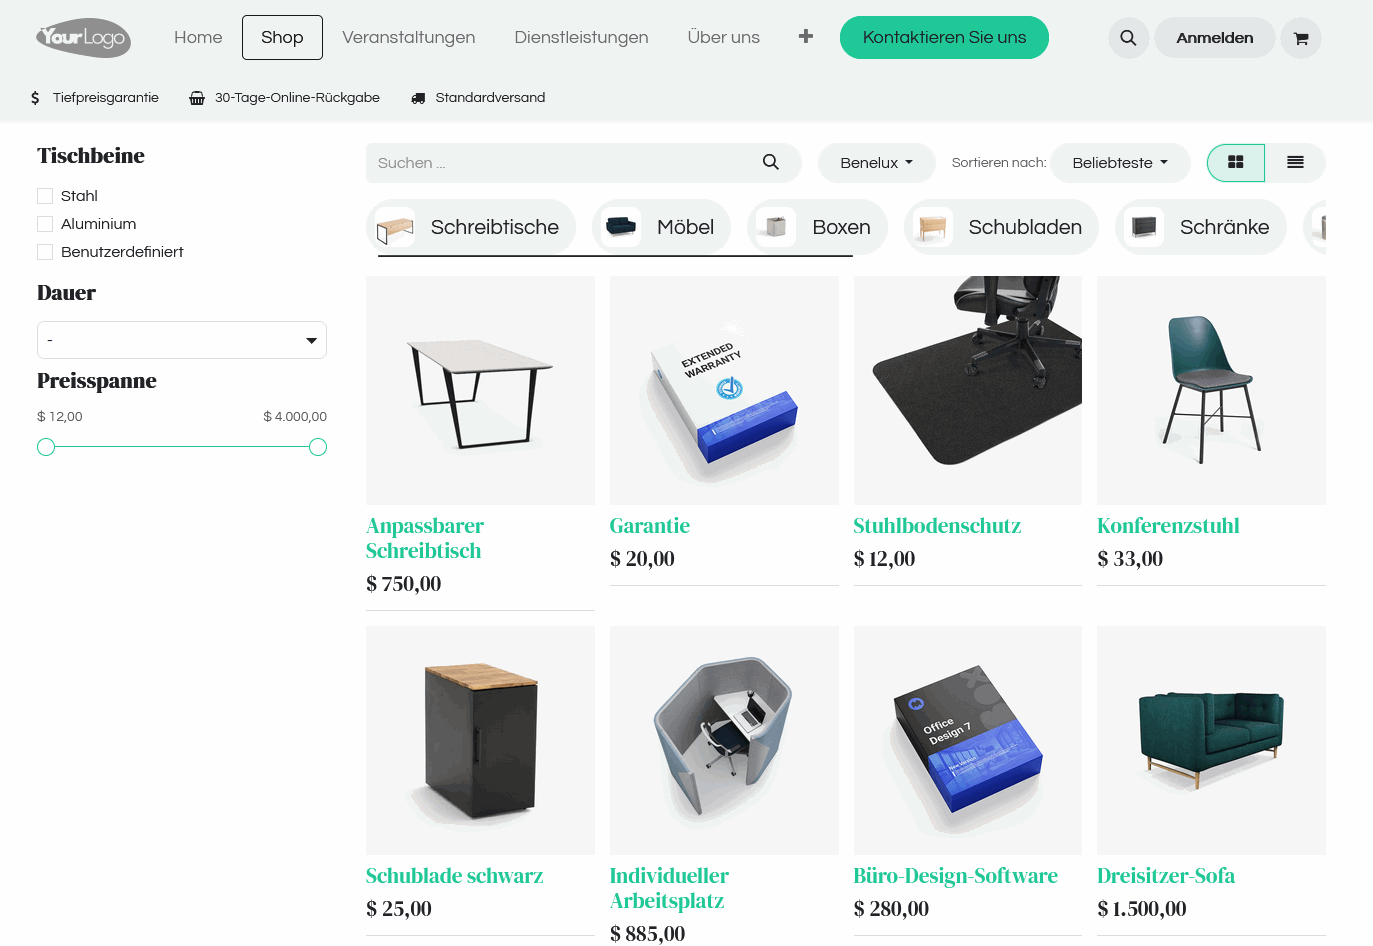 YourLogo
Home
Shop
Veranstaltungen
Dienstleistungen
Über uns
Kontaktieren Sie uns
Anmelden
Tiefpreisgarantie
30-Tage-Online-Rückgabe
Standardversand
Tischbeine
Stahl
Aluminium
Benutzerdefiniert
Dauer
-
Preisspanne
$ 12,00
$ 4.000,00
Suchen ...
Benelux
Sortieren nach:
Beliebteste
Schreibtische
Möbel
Boxen
Schubladen
Schränke
EXTENDED
WARRANTY
Anpassbarer
Schreibtisch
$ 750,00
Garantie
$ 20,00
Stuhlbodenschutz
$ 12,00
Konferenzstuhl
$ 33,00
Office
Design 7
New Version
Schublade schwarz
$ 25,00
Individueller
Arbeitsplatz
$ 885,00
Büro-Design-Software
$ 280,00
Dreisitzer-Sofa
$ 1.500,00